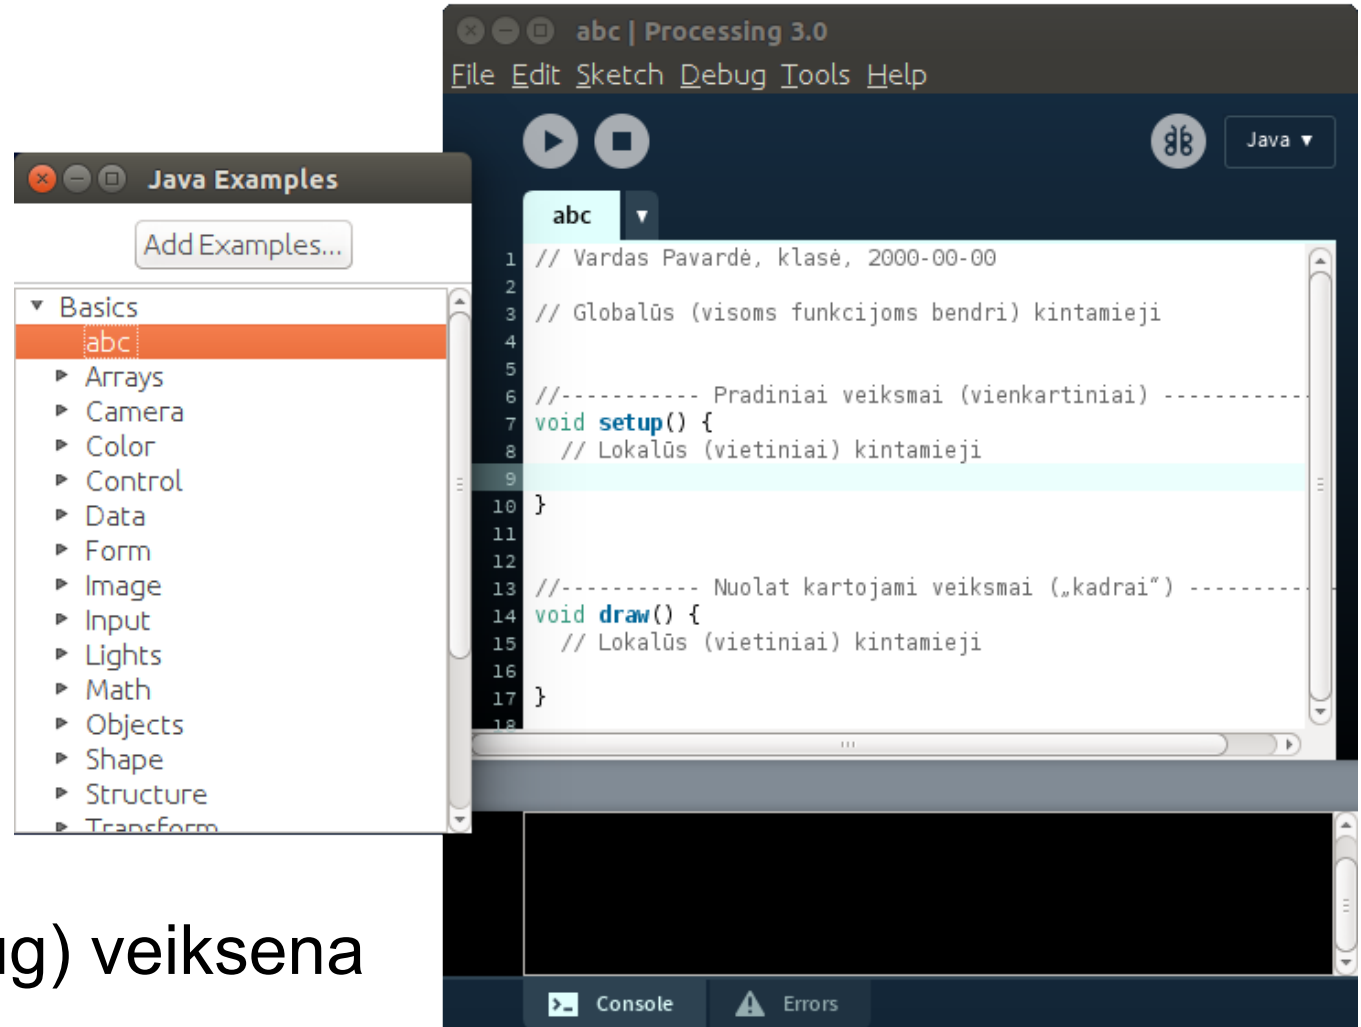 abc | Processing 3.0
File Edit Sketch Debug Tools Help
Java ▼
abc ▼
1 // Vardas Pavardė, klasė, 2000-00-00
2
3 // Globalūs (visoms funkcijoms bendri) kintamieji
4
5
6 //----------- Pradiniai veiksmai (vienkartiniai) ------------
7 void setup() {
8 // Lokalūs (vietiniai) kintamieji
9
10 }
11
12
13 //----------- Nuolat kartojami veiksmai („kadrai“) ----------
14 void draw() {
15 // Lokalūs (vietiniai) kintamieji
16
17 }
18
Console
Errors
Java Examples
Add Examples...
Basics
abc
Arrays
Camera
Color
Control
Data
Form
Image
Input
Lights
Math
Objects
Shape
Structure
Transform
ug) veiksena